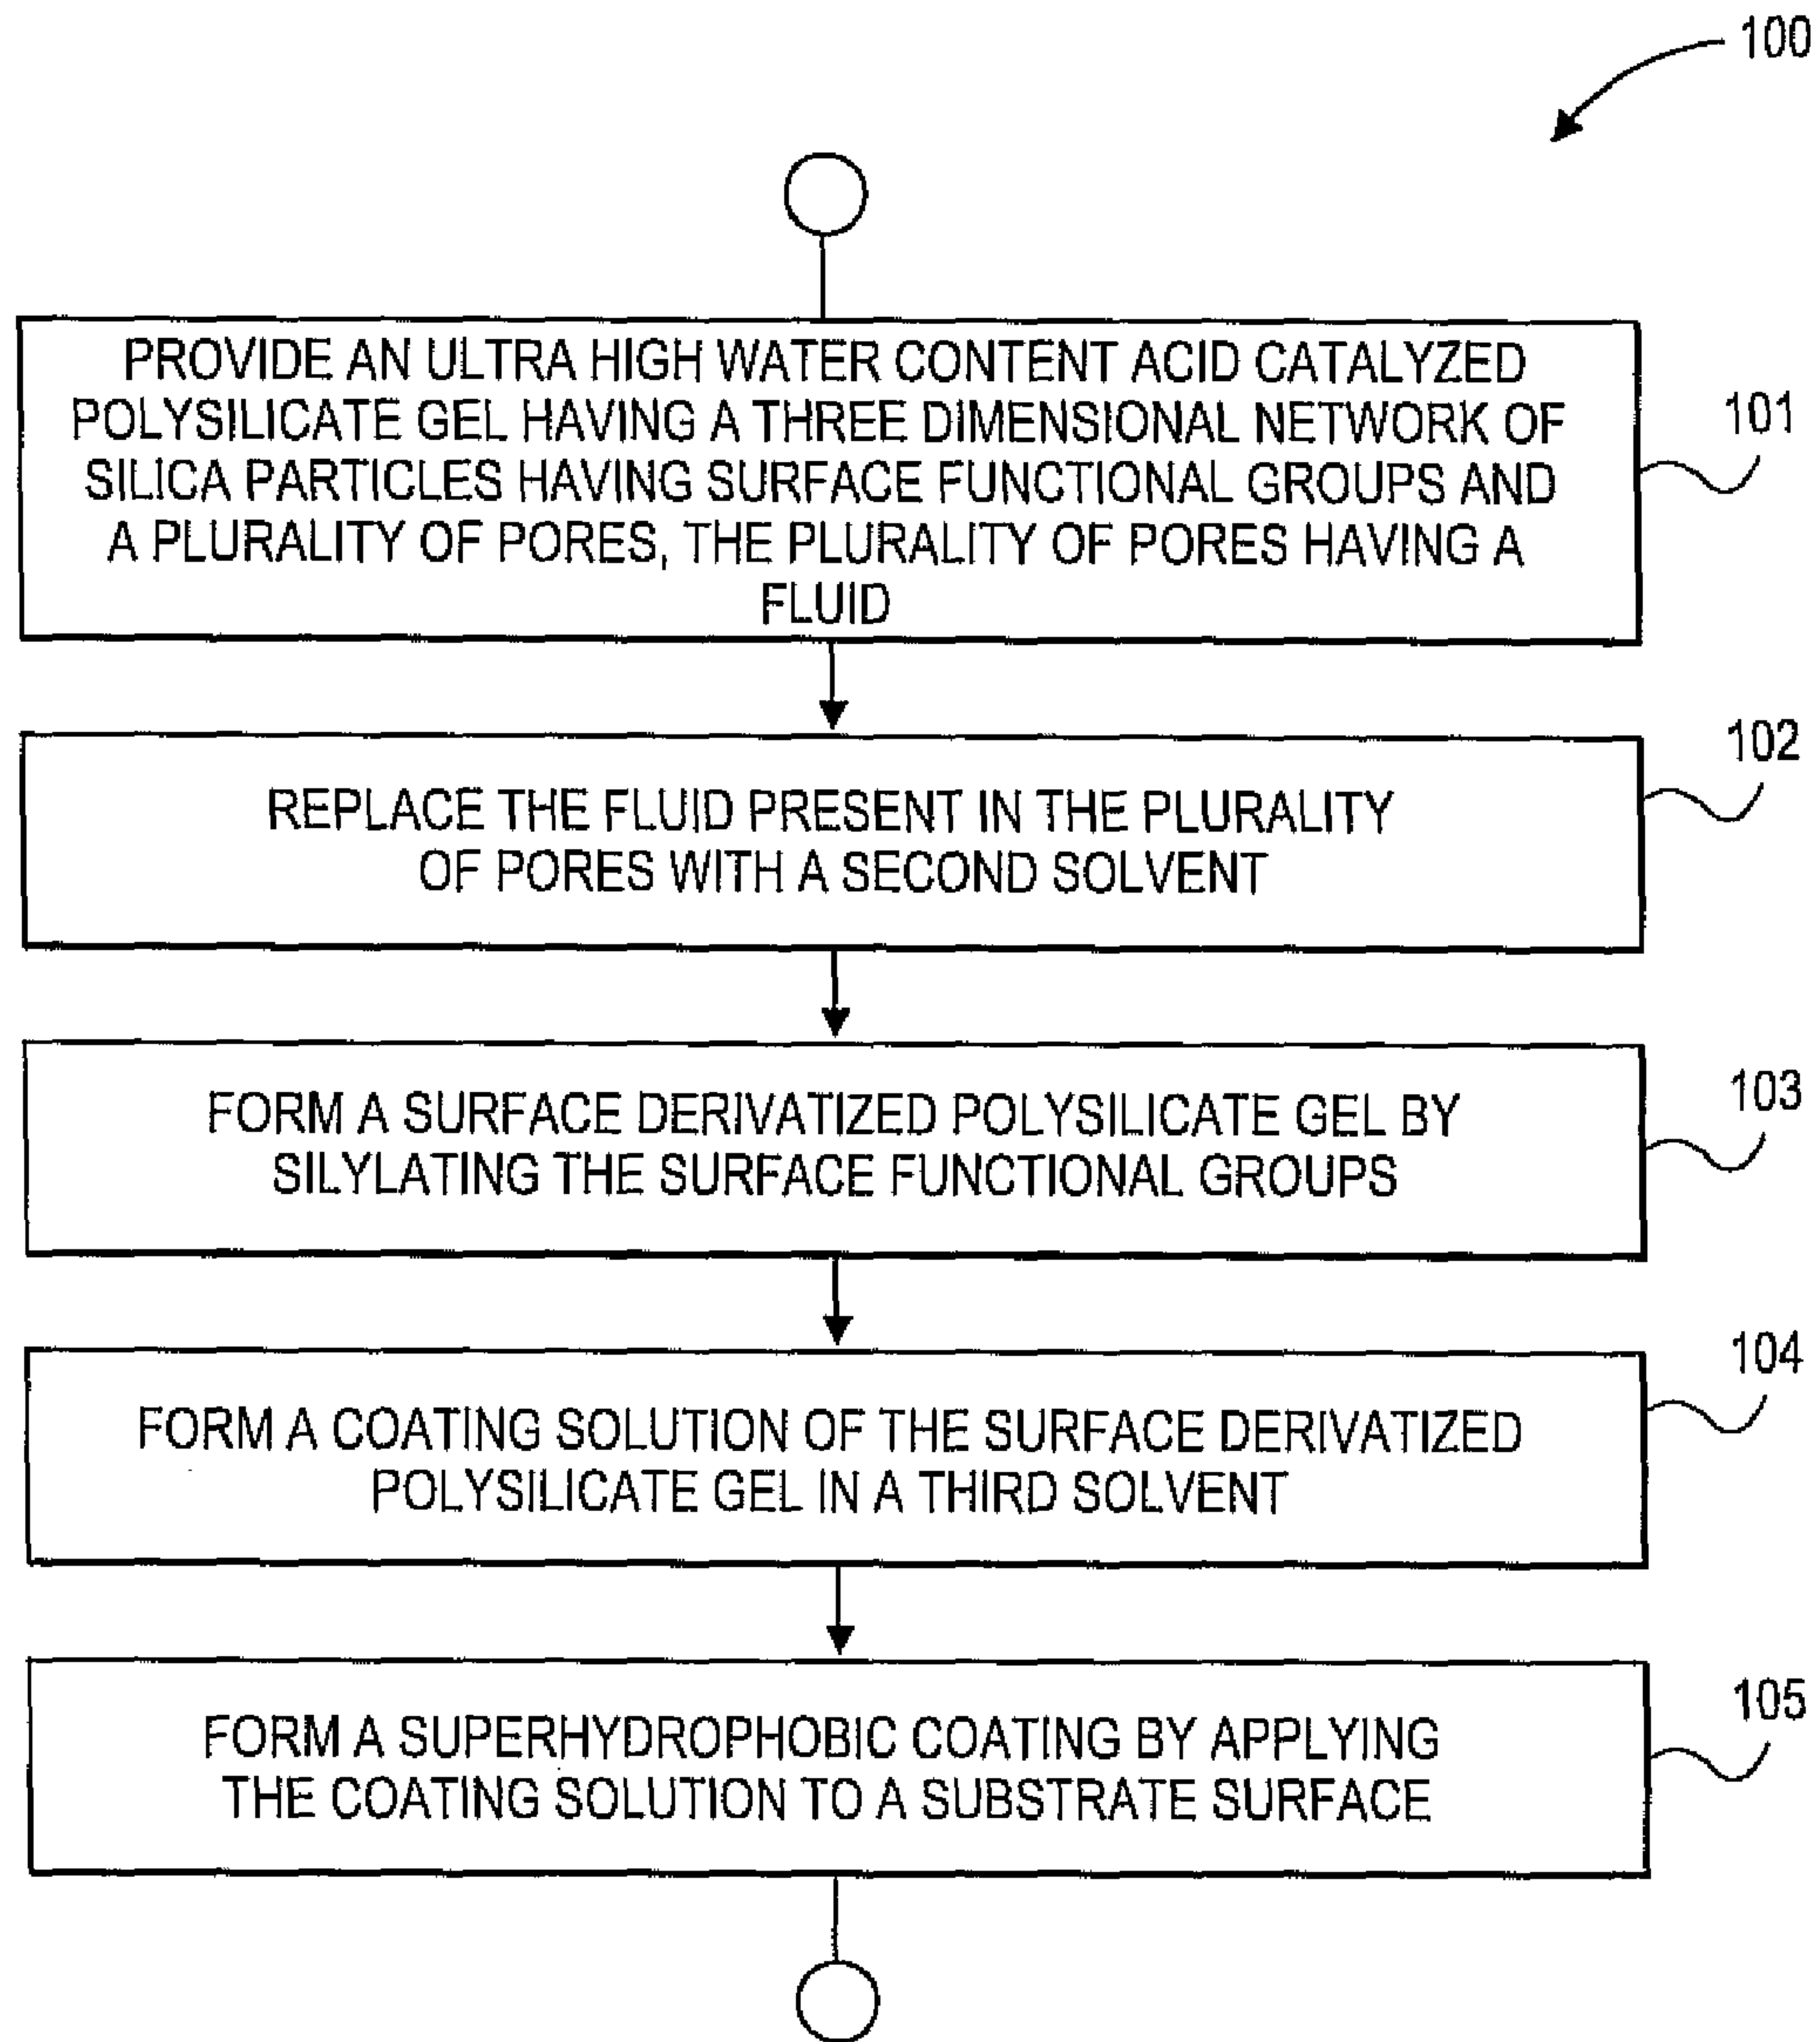 100
PROVIDE AN ULTRA HIGH WATER CONTENT ACID CATALYZED
POLYSILICATE GEL HAVING A THREE DIMENSIONAL NETWORK OF
SILICA PARTICLES HAVING SURFACE FUNCTIONAL GROUPS AND
A PLURALITY OF PORES, THE PLURALITY OF PORES HAVING A
FLUID
101
REPLACE THE FLUID PRESENT IN THE PLURALITY
OF PORES WITH A SECOND SOLVENT
102
FORM A SURFACE DERIVATIZED POLYSILICATE GEL BY
SILYLATING THE SURFACE FUNCTIONAL GROUPS
103
FORM A COATING SOLUTION OF THE SURFACE DERIVATIZED
POLYSILICATE GEL IN A THIRD SOLVENT
104
FORM A SUPERHYDROPHOBIC COATING BY APPLYING
THE COATING SOLUTION TO A SUBSTRATE SURFACE
105